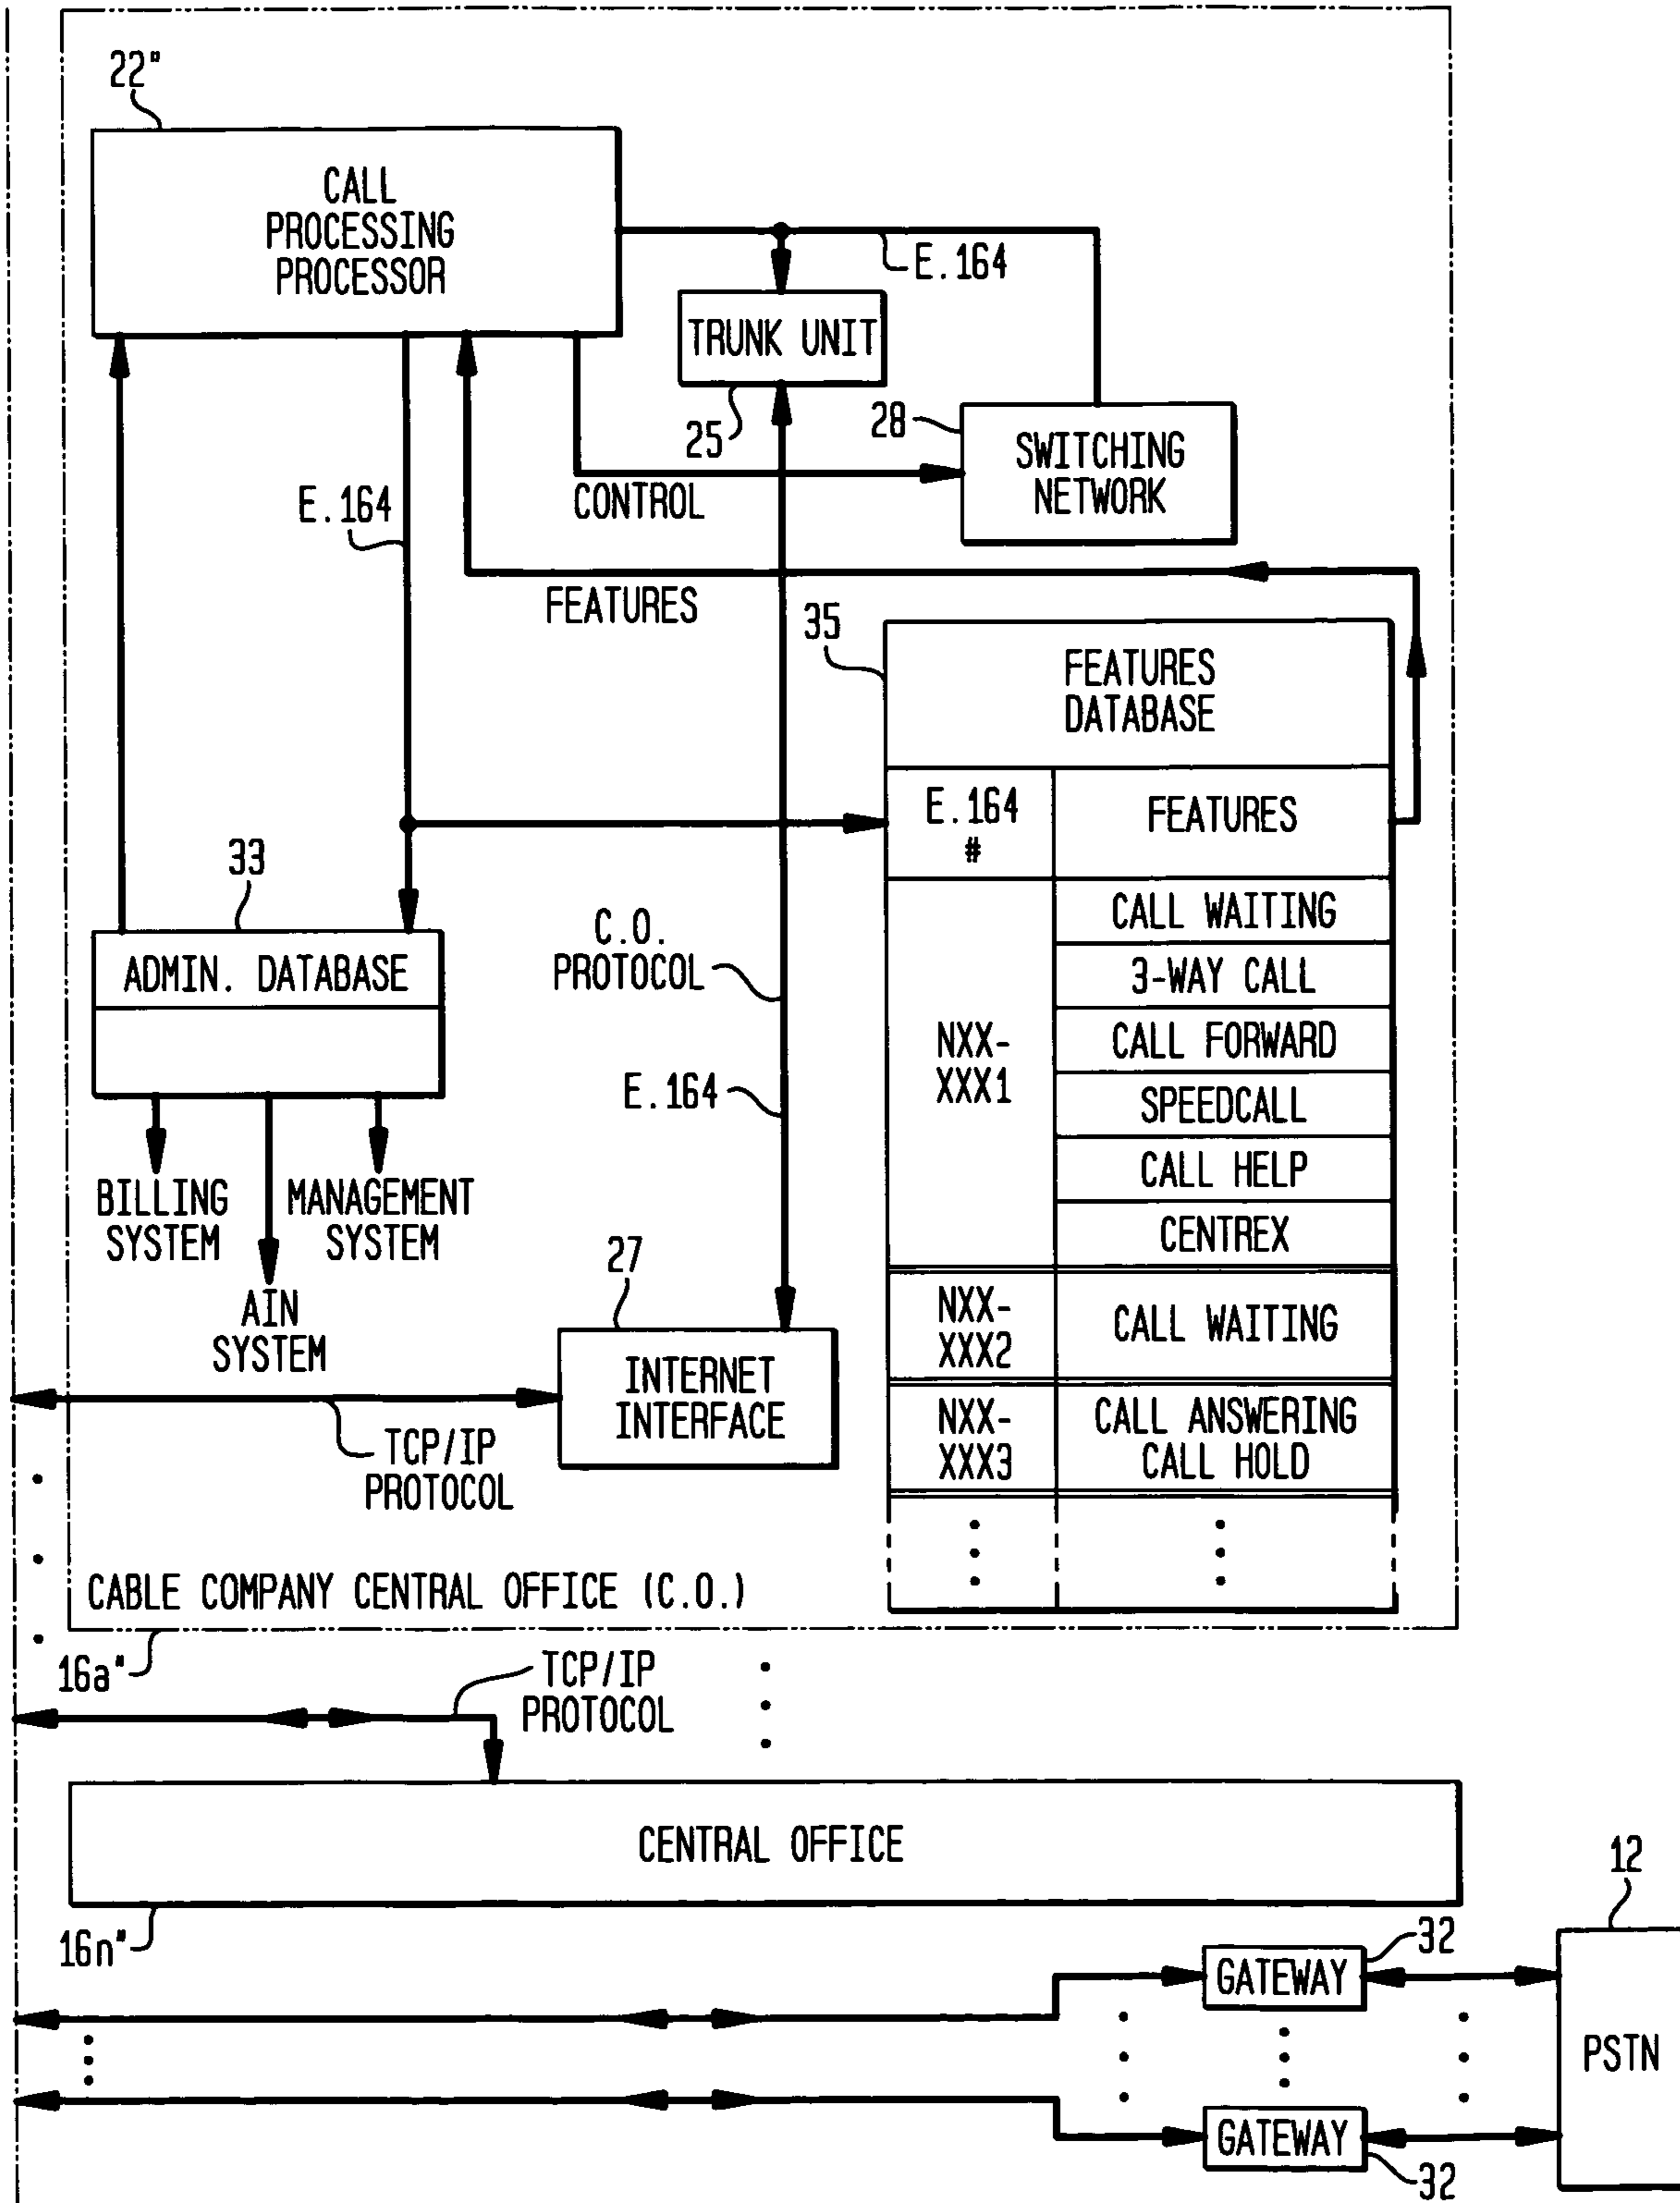 22"
CALL
PROCESSING
PROCESSOR
E.164
TRUNK UNIT
25
28
SWITCHING
NETWORK
E.164
CONTROL
FEATURES
35
FEATURES
DATABASE
E.164
#
FEATURES
33
ADMIN. DATABASE
C.O.
PROTOCOL
NXX-
XXX1
CALL WAITING
3-WAY CALL
CALL FORWARD
SPEEDCALL
CALL HELP
CENTREX
E.164
BILLING
SYSTEM
MANAGEMENT
SYSTEM
AIN
SYSTEM
27
INTERNET
INTERFACE
NXX-
XXX2
CALL WAITING
NXX-
XXX3
CALL ANSWERING
CALL HOLD
TCP/IP
PROTOCOL
CABLE COMPANY CENTRAL OFFICE (C.O.)
16a"
TCP/IP
PROTOCOL
CENTRAL OFFICE
16n"
12
32
GATEWAY
PSTN
GATEWAY
32